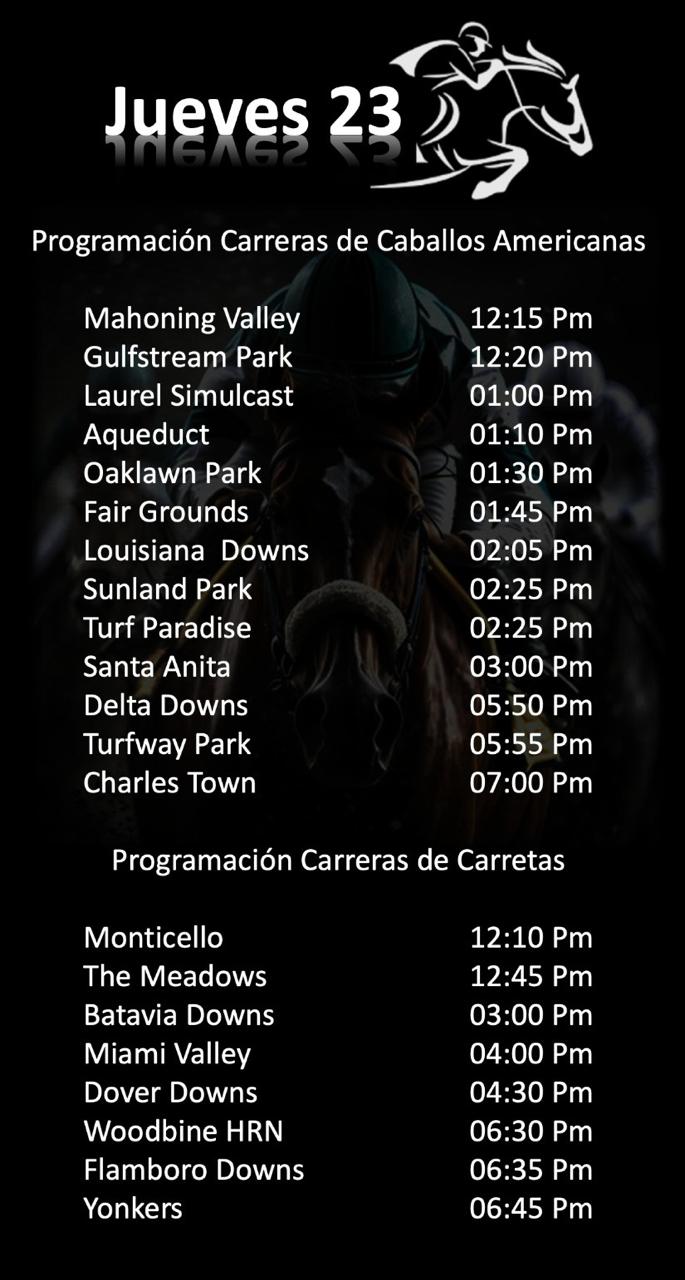 Jueves 23
Programación Carreras de Caballos Americanas
Mahoning Valley 12:15 Pm
Gulfstream Park 12:20 Pm
Laurel Simulcast 01:00 Pm
Aqueduct 01:10 Pm
Oaklawn Park 01:30 Pm
Fair Grounds 01:45 Pm
Louisiana  Downs 02:05 Pm
Sunland Park 02:25 Pm
Turf Paradise 02:25 Pm
Santa Anita 03:00 Pm
Delta Downs 05:50 Pm
Turfway Park 05:55 Pm
Charles Town 07:00 Pm
Programación Carreras de Carretas
Monticello 12:10 Pm
The Meadows 12:45 Pm
Batavia Downs 03:00 Pm
Miami Valley 04:00 Pm
Dover Downs 04:30 Pm
Woodbine HRN 06:30 Pm
Flamboro Downs 06:35 Pm
Yonkers 06:45 Pm